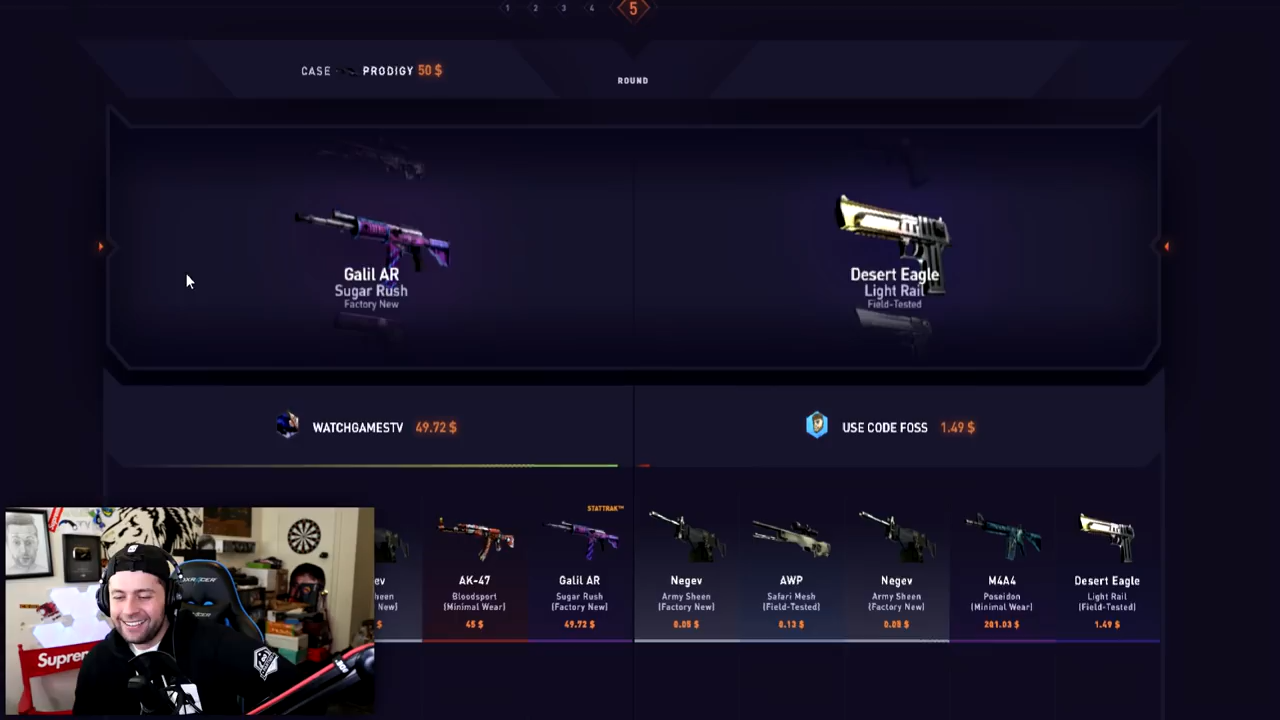 1 2 3 4 5
CASE PRODIGY 50 $
ROUND
Galil AR
Sugar Rush
Factory New
Desert Eagle
Light Rail
Field-Tested
WATCHGAMESTV 49.72 $
USE CODE FOSS 1.49 $
STATTRAK™
ev
New)
$
AK-47
Bloodsport
(Minimal Wear)
45 $
Galil AR
Sugar Rush
(Factory New)
49.72 $
Negev
Army Sheen
(Factory New)
0.05 $
AWP
Safari Mesh
(Field-Tested)
0.13 $
Negev
Army Sheen
(Factory New)
0.05 $
M4A4
Poseidon
(Minimal Wear)
201.03 $
Desert Eagle
Light Rail
(Field-Tested)
1.49 $
Suprem